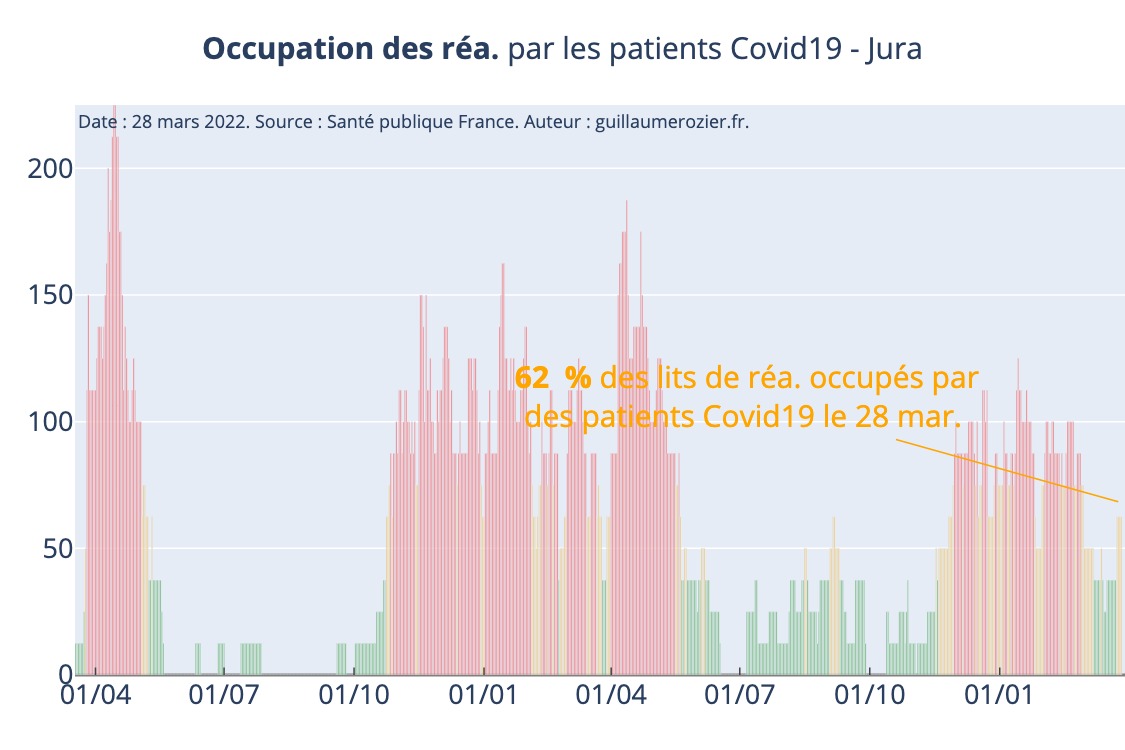 Occupation des réa. par les patients Covid19 - Jura
Date : 28 mars 2022. Source : Santé publique France. Auteur : guillaumerozier.fr.
200
150
62  % des lits de réa. occupés par
des patients Covid19 le 28 mar.
100
50
0
01/04 01/07 01/10 01/01 01/04 01/07 01/10 01/01